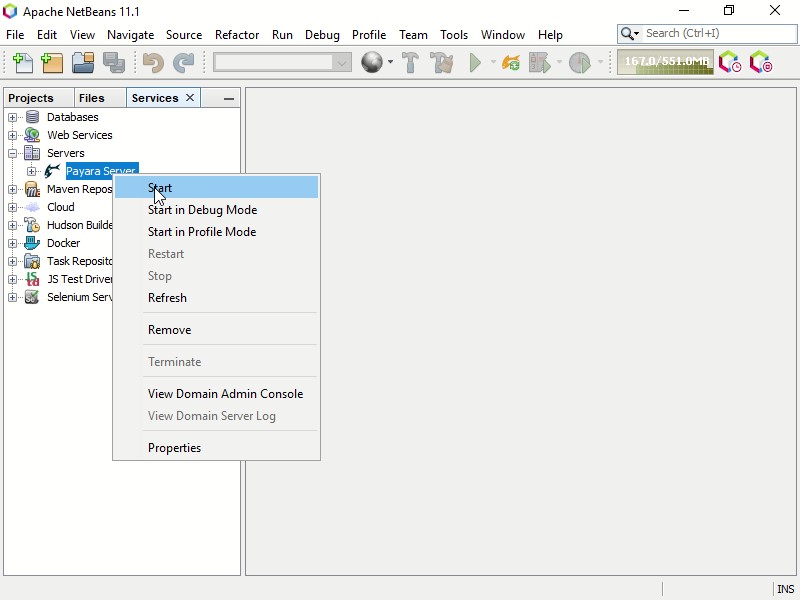 Apache NetBeans 11.1
File Edit View Navigate Source Refactor Run Debug Profile Team Tools Window Help
Search (Ctrl+I)
167.0/551.0MB
Projects Files Services
Databases
Web Services
Servers
Payara Server
Maven Repos
Cloud
Hudson Builde
Docker
Task Reposito
JS Test Driver
Selenium Serv
Start
Start in Debug Mode
Start in Profile Mode
Restart
Stop
Refresh
Remove
Terminate
View Domain Admin Console
View Domain Server Log
Properties
INS